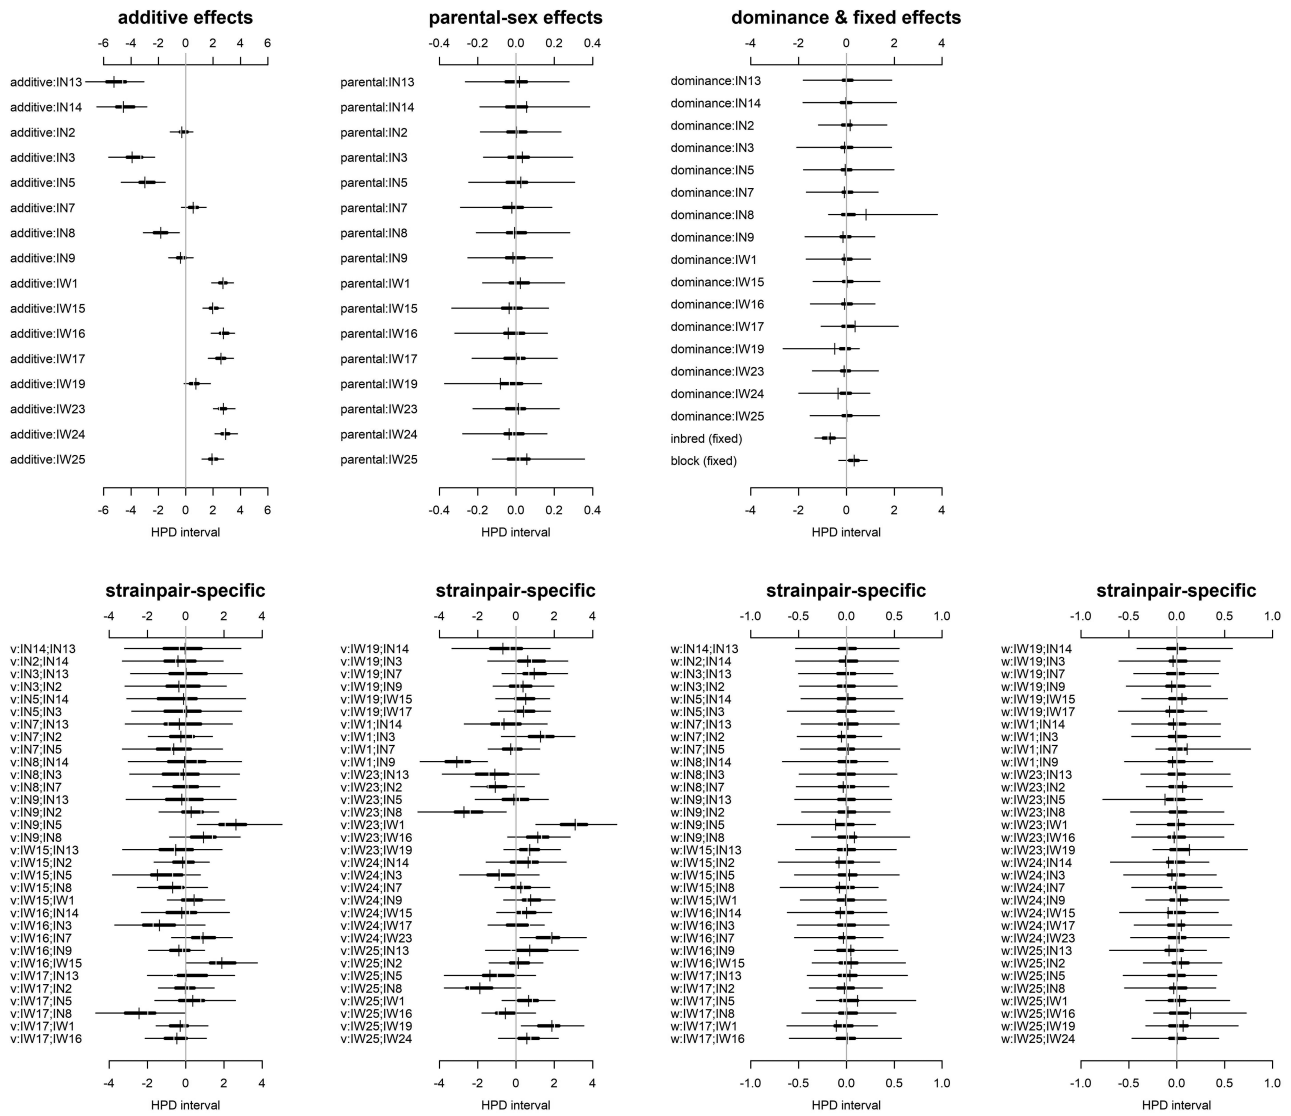 additive effects
-6 -4 -2 0 2 4 6
additive:IN13
additive:IN14
additive:IN2
additive:IN3
additive:IN5
additive:IN7
additive:IN8
additive:IN9
additive:IW1
additive:IW15
additive:IW16
additive:IW17
additive:IW19
additive:IW23
additive:IW24
additive:IW25
-6 -4 -2 0 2 4 6
HPD interval
parental-sex effects
-0.4 -0.2 0.0 0.2 0.4
parental:IN13
parental:IN14
parental:IN2
parental:IN3
parental:IN5
parental:IN7
parental:IN8
parental:IN9
parental:IW1
parental:IW15
parental:IW16
parental:IW17
parental:IW19
parental:IW23
parental:IW24
parental:IW25
-0.4 -0.2 0.0 0.2 0.4
HPD interval
dominance & fixed effects
-4 -2 0 2 4
dominance:IN13
dominance:IN14
dominance:IN2
dominance:IN3
dominance:IN5
dominance:IN7
dominance:IN8
dominance:IN9
dominance:IW1
dominance:IW15
dominance:IW16
dominance:IW17
dominance:IW19
dominance:IW23
dominance:IW24
dominance:IW25
inbred (fixed)
block (fixed)
-4 -2 0 2 4
HPD interval
strainpair-specific
-4 -2 0 2 4
v:IN14;IN13
v:IN2;IN14
v:IN3;IN13
v:IN3;IN2
v:IN5;IN14
v:IN5;IN3
v:IN7;IN13
v:IN7;IN2
v:IN7;IN5
v:IN8;IN14
v:IN8;IN3
v:IN8;IN7
v:IN9;IN13
v:IN9;IN2
v:IN9;IN5
v:IN9;IN8
v:IW15;IN13
v:IW15;IN2
v:IW15;IN5
v:IW15;IN8
v:IW15;IW1
v:IW16;IN14
v:IW16;IN3
v:IW16;IN7
v:IW16;IN9
v:IW16;IW15
v:IW17;IN13
v:IW17;IN2
v:IW17;IN5
v:IW17;IN8
v:IW17;IW1
v:IW17;IW16
-4 -2 0 2 4
HPD interval
strainpair-specific
-4 -2 0 2 4
v:IW19;IN14
v:IW19;IN3
v:IW19;IN7
v:IW19;IN9
v:IW19;IW15
v:IW19;IW17
v:IW1;IN14
v:IW1;IN3
v:IW1;IN7
v:IW1;IN9
v:IW23;IN13
v:IW23;IN2
v:IW23;IN5
v:IW23;IN8
v:IW23;IW1
v:IW23;IW16
v:IW23;IW19
v:IW24;IN14
v:IW24;IN3
v:IW24;IN7
v:IW24;IN9
v:IW24;IW15
v:IW24;IW17
v:IW24;IW23
v:IW25;IN13
v:IW25;IN2
v:IW25;IN5
v:IW25;IN8
v:IW25;IW1
v:IW25;IW16
v:IW25;IW19
v:IW25;IW24
-4 -2 0 2 4
HPD interval
strainpair-specific
-1.0 -0.5 0.0 0.5 1.0
w:IN14;IN13
w:IN2;IN14
w:IN3;IN13
w:IN3;IN2
w:IN5;IN14
w:IN5;IN3
w:IN7;IN13
w:IN7;IN2
w:IN7;IN5
w:IN8;IN14
w:IN8;IN3
w:IN8;IN7
w:IN9;IN13
w:IN9;IN2
w:IN9;IN5
w:IN9;IN8
w:IW15;IN13
w:IW15;IN2
w:IW15;IN5
w:IW15;IN8
w:IW15;IW1
w:IW16;IN14
w:IW16;IN3
w:IW16;IN7
w:IW16;IN9
w:IW16;IW15
w:IW17;IN13
w:IW17;IN2
w:IW17;IN5
w:IW17;IN8
w:IW17;IW1
w:IW17;IW16
-1.0 -0.5 0.0 0.5 1.0
HPD interval
strainpair-specific
-1.0 -0.5 0.0 0.5 1.0
w:IW19;IN14
w:IW19;IN3
w:IW19;IN7
w:IW19;IN9
w:IW19;IW15
w:IW19;IW17
w:IW1;IN14
w:IW1;IN3
w:IW1;IN7
w:IW1;IN9
w:IW23;IN13
w:IW23;IN2
w:IW23;IN5
w:IW23;IN8
w:IW23;IW1
w:IW23;IW16
w:IW23;IW19
w:IW24;IN14
w:IW24;IN3
w:IW24;IN7
w:IW24;IN9
w:IW24;IW15
w:IW24;IW17
w:IW24;IW23
w:IW25;IN13
w:IW25;IN2
w:IW25;IN5
w:IW25;IN8
w:IW25;IW1
w:IW25;IW16
w:IW25;IW19
w:IW25;IW24
-1.0 -0.5 0.0 0.5 1.0
HPD interval